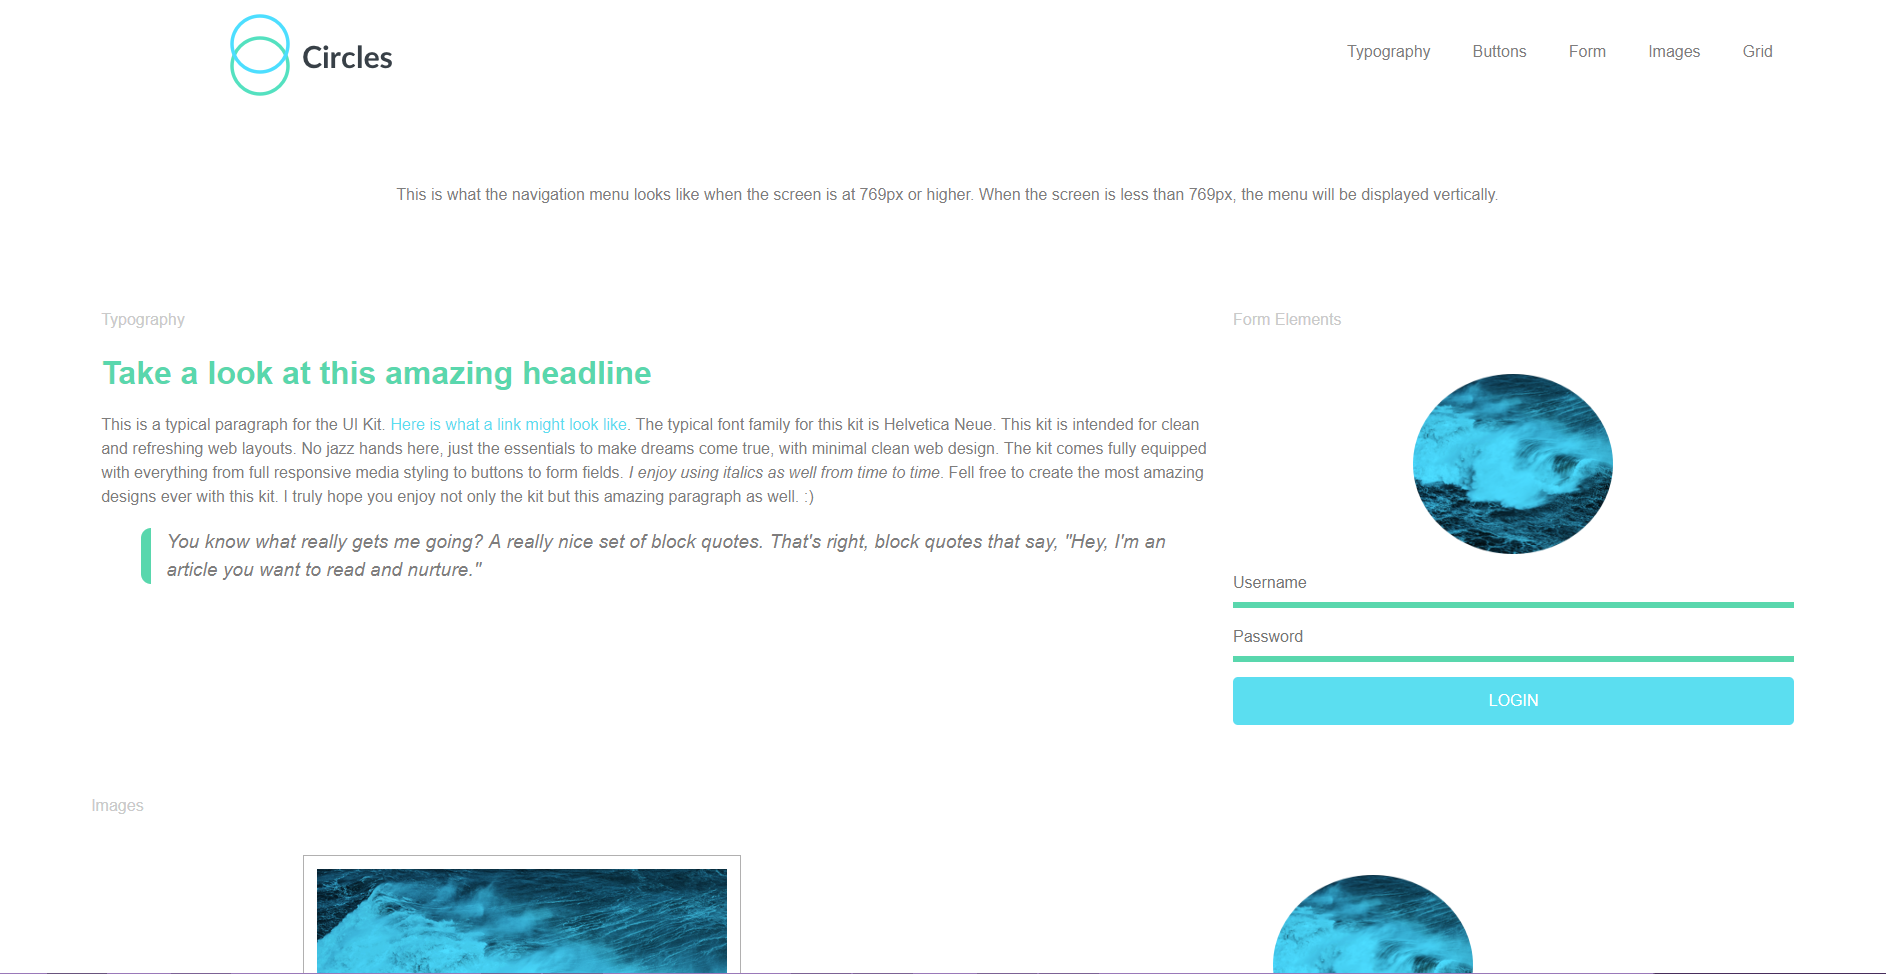 Circles
Typography
Buttons
Form
Images
Grid
This is what the navigation menu looks like when the screen is at 769px or higher. When the screen is less than 769px, the menu will be displayed vertically.
Typography
Take a look at this amazing headline
This is a typical paragraph for the UI Kit. Here is what a link might look like. The typical font family for this kit is Helvetica Neue. This kit is intended for clean
and refreshing web layouts. No jazz hands here, just the essentials to make dreams come true, with minimal clean web design. The kit comes fully equipped
with everything from full responsive media styling to buttons to form fields. I enjoy using italics as well from time to time. Fell free to create the most amazing
designs ever with this kit. I truly hope you enjoy not only the kit but this amazing paragraph as well. :)
You know what really gets me going? A really nice set of block quotes. That's right, block quotes that say, "Hey, I'm an
article you want to read and nurture."
Form Elements
Username
Password
LOGIN
Images